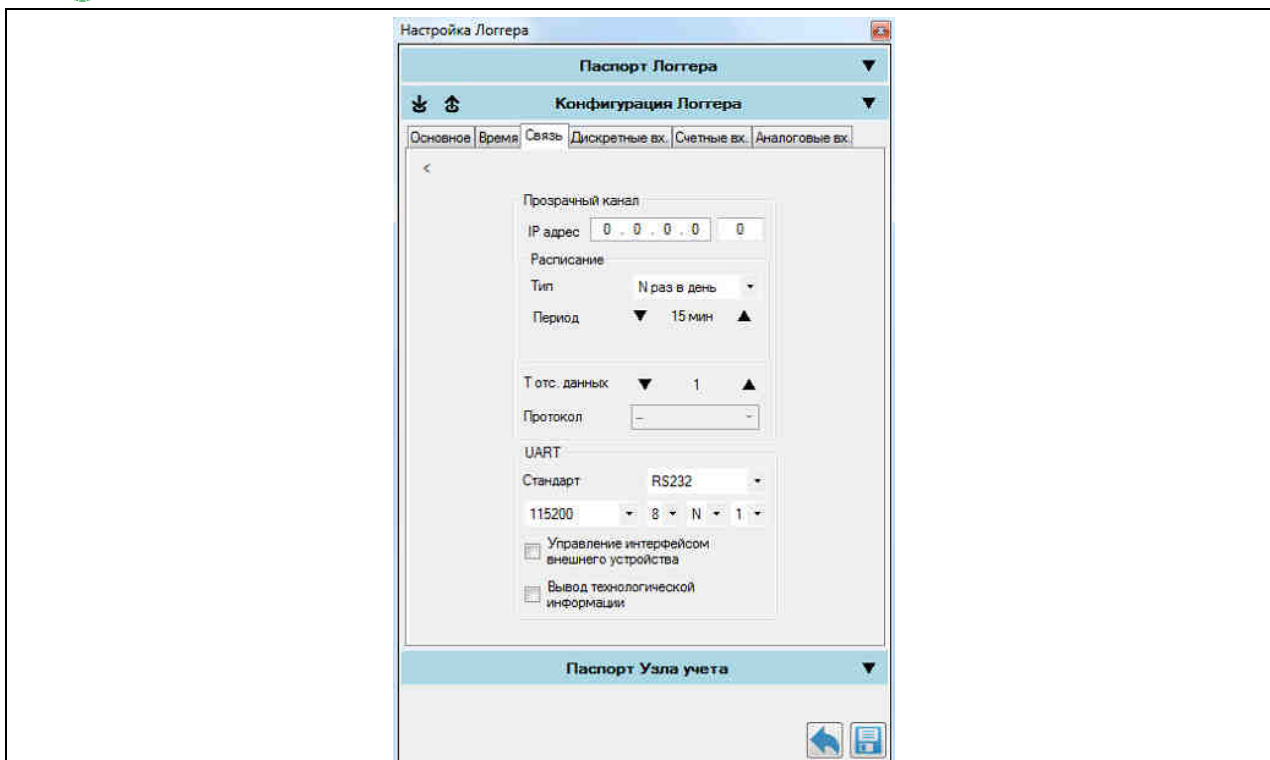 Настройка Логгера
Паспорт Логгера
Конфигурация Логгера
Основное Время Связь Дискретные вх. Счетные вх. Аналоговые вх.
<
Прозрачный канал
IP адрес 0 . 0 . 0 . 0 0
Расписание
Тип N раз в день
Период 15 мин
Т отс. данных 1
Протокол --
UART
Стандарт RS232
115200 8 N 1
Управление интерфейсом
внешнего устройства
Вывод технологической
информации
Паспорт Узла учета